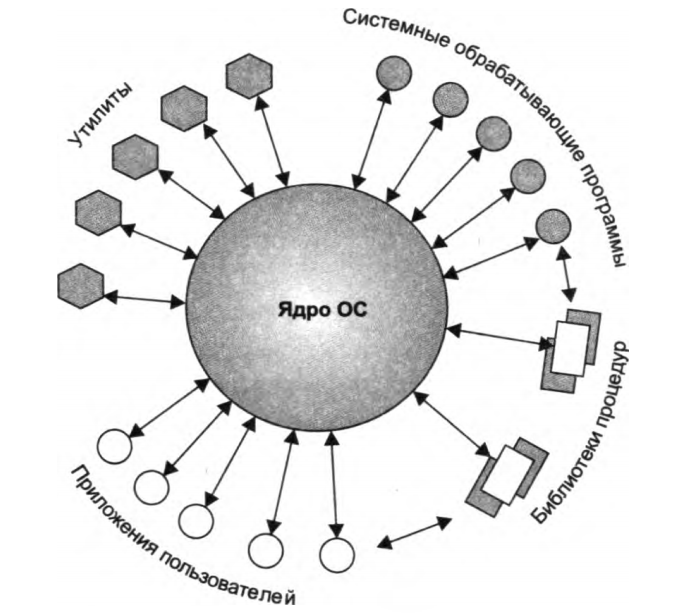 Системные обрабатывающие программы
Утилиты
Ядро ОС
Библиотеки процедур
Приложения пользователей